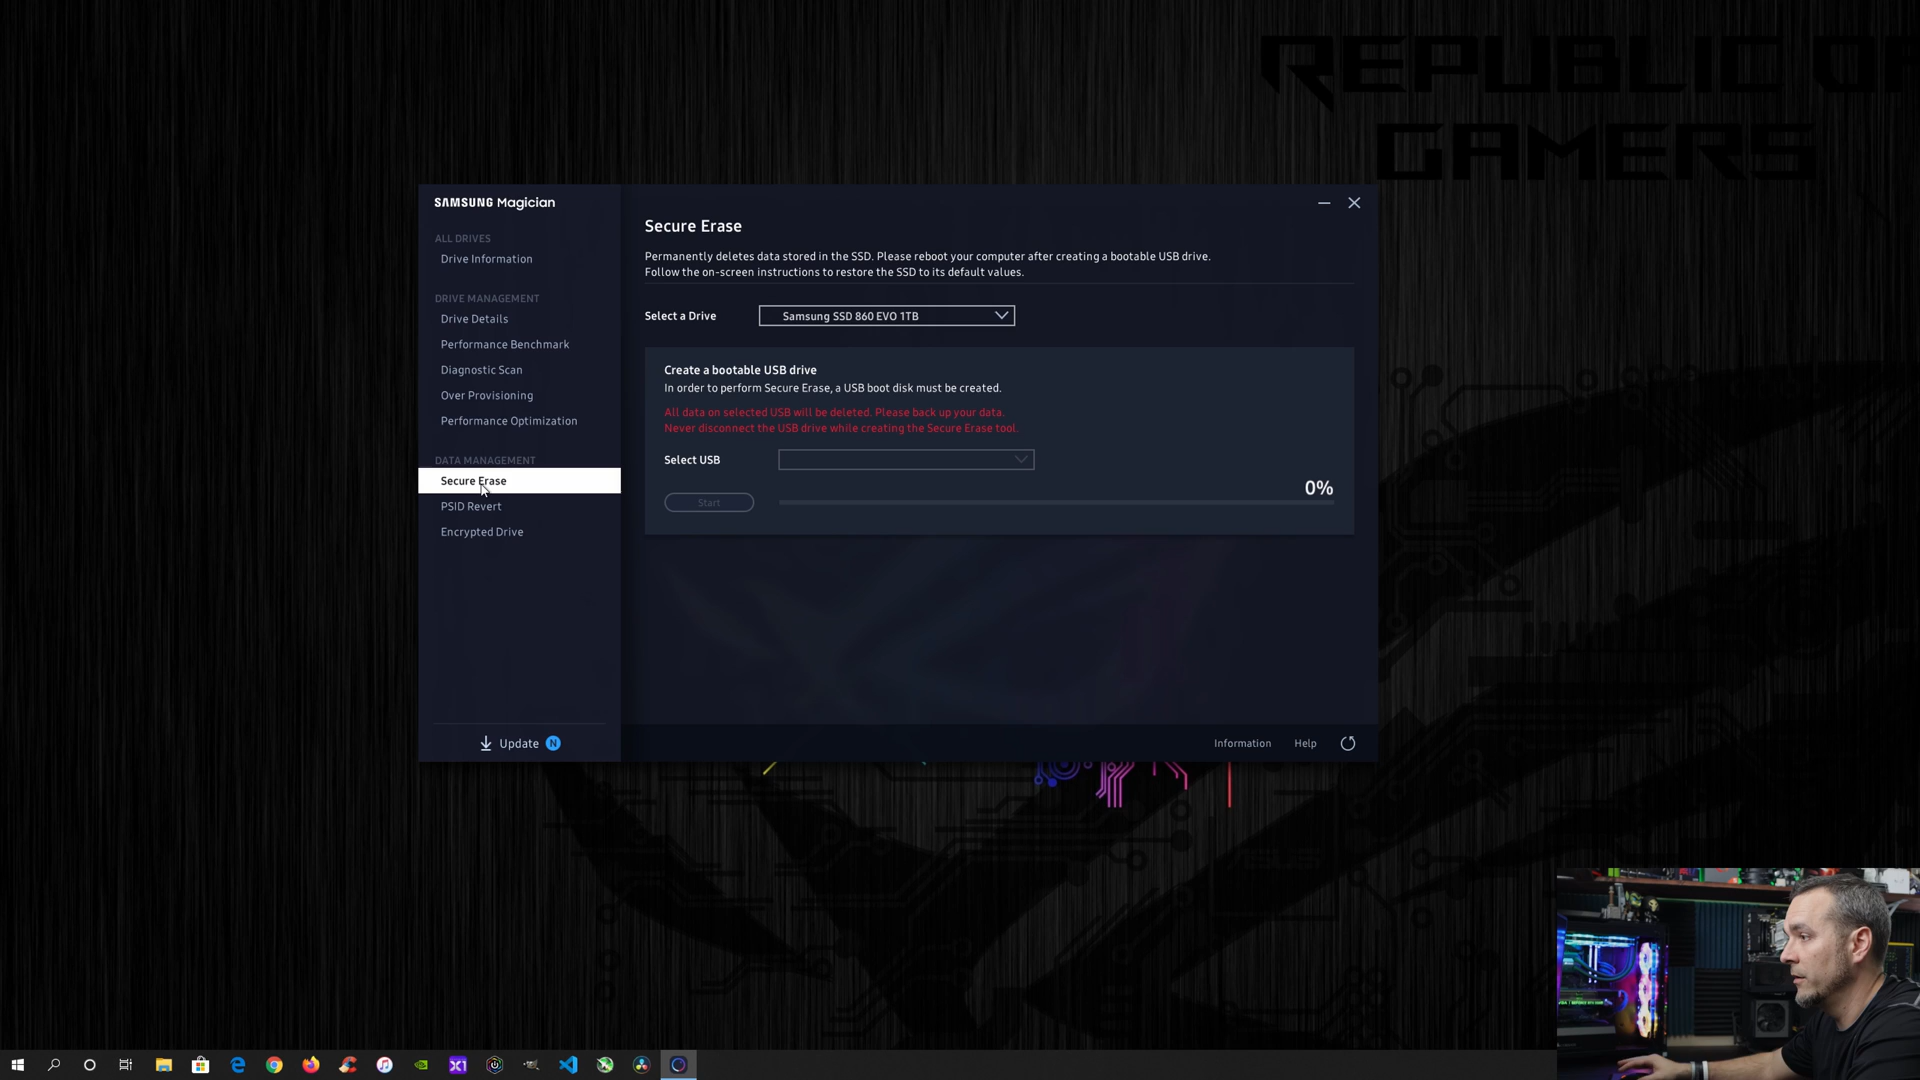 REPUBLIC OF
GAMERS
SAMSUNG Magician
ALL DRIVES
Drive Information
DRIVE MANAGEMENT
Drive Details
Performance Benchmark
Diagnostic Scan
Over Provisioning
Performance Optimization
DATA MANAGEMENT
Secure Erase
PSID Revert
Encrypted Drive
Update N
Secure Erase
Permanently deletes data stored in the SSD. Please reboot your computer after creating a bootable USB drive.
Follow the on-screen instructions to restore the SSD to its default values.
Select a Drive Samsung SSD 860 EVO 1TB
Create a bootable USB drive
In order to perform Secure Erase, a USB boot disk must be created.
All data on selected USB will be deleted. Please back up your data.
Never disconnect the USB drive while creating the Secure Erase tool.
Select USB
0%
Start
Information Help
X1